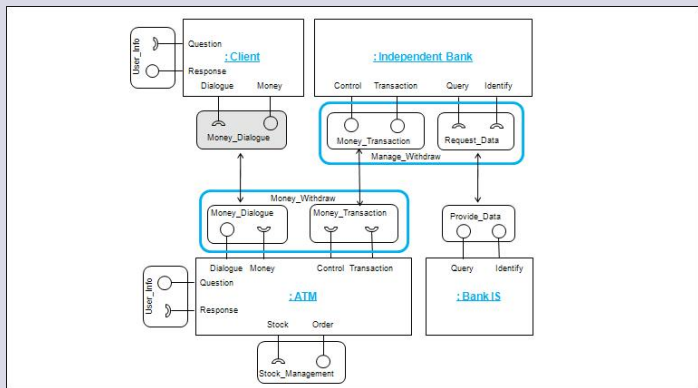 User_Info
Question
Response
: Client
Dialogue Money
Money_Dialogue
: Independent Bank
Control Transaction Query Identify
Money_Transaction
Request_Data
Manage_Withdraw
Money_Withdraw
Money_Dialogue
Money_Transaction
Provide_Data
Dialogue Money Control Transaction
Query Identify
User_Info
Question
Response
: ATM
: Bank IS
Stock Order
Stock_Management